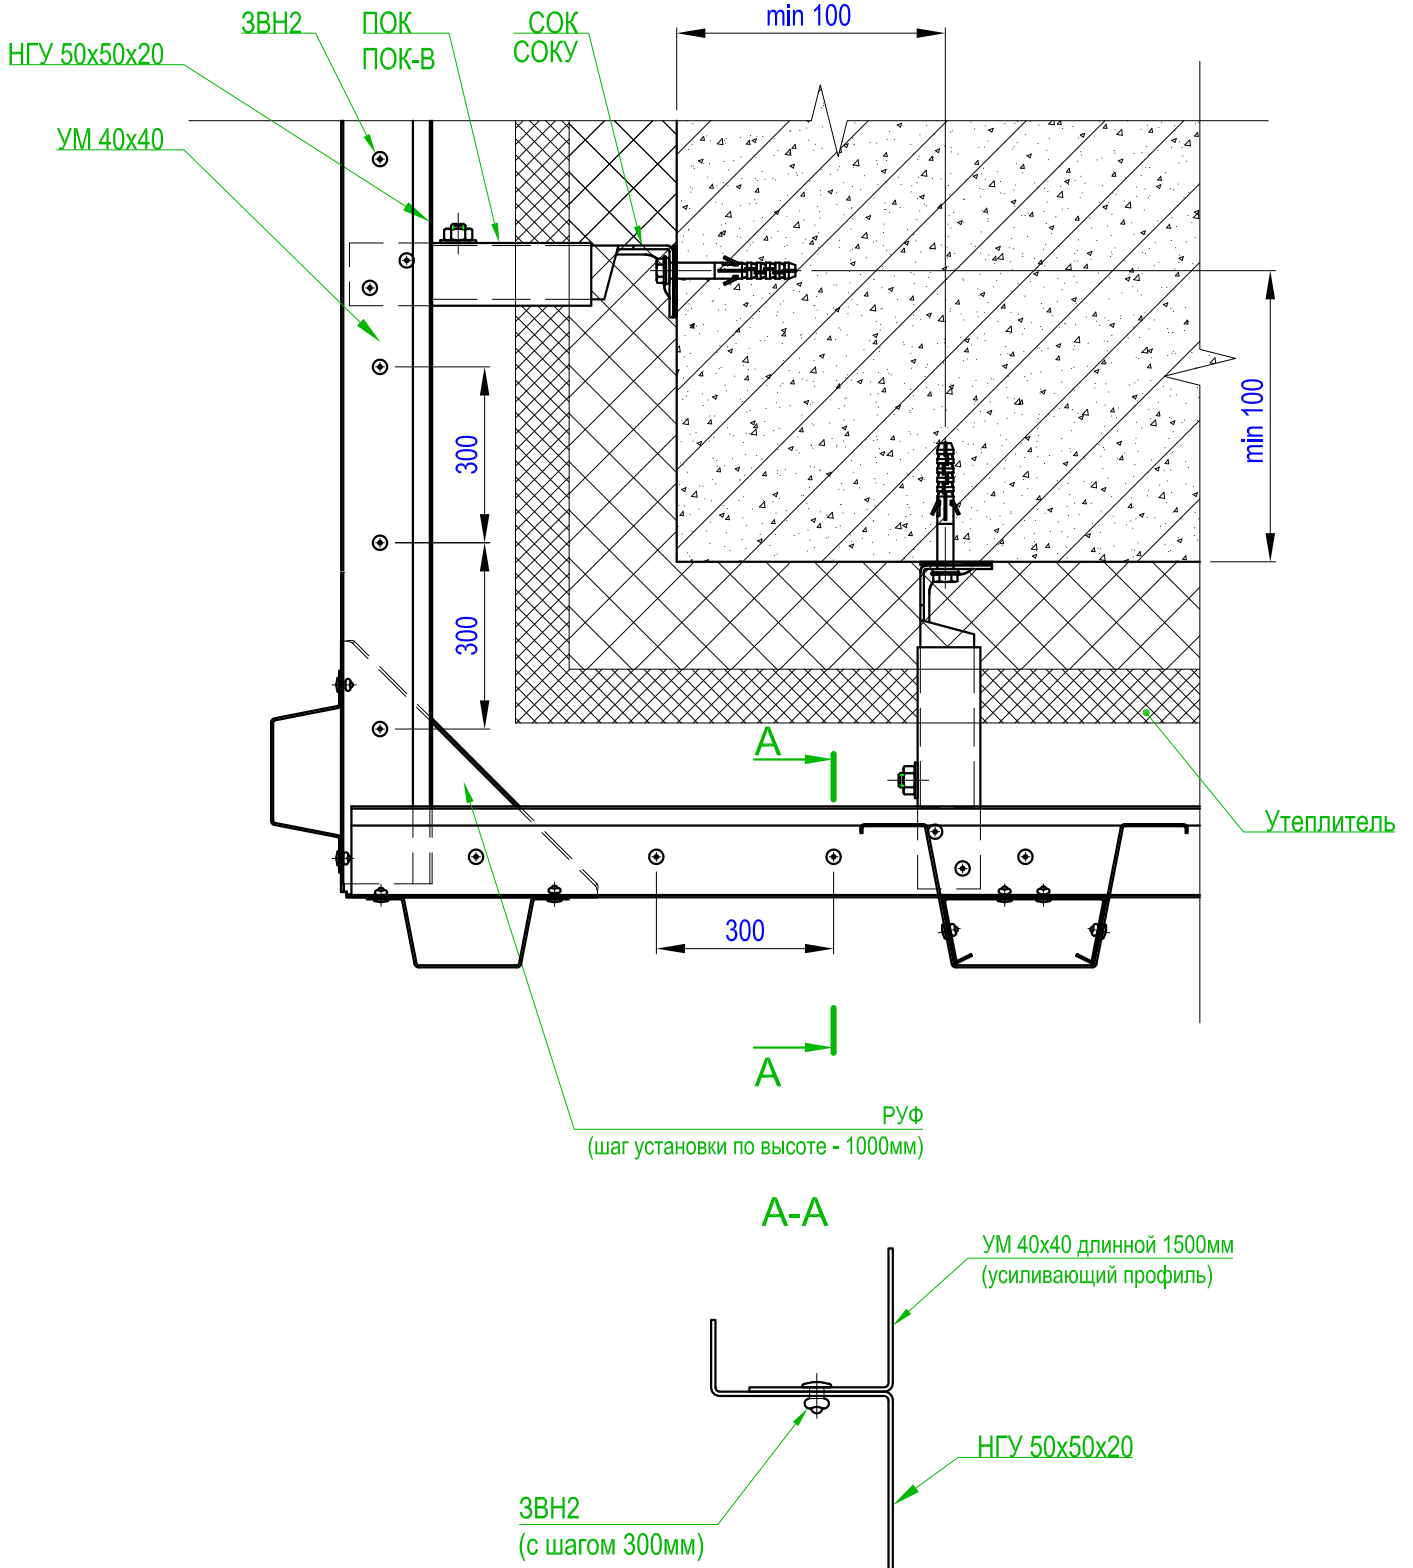 min 100
ЗВН2
ПОК
ПОК-В
СОК
СОКУ
НГУ 50х50х20
УМ 40х40
300
min 100
300
А
Утеплитель
300
А
РУФ
(шаг установки по высоте - 1000мм)
А-А
УМ 40х40 длинной 1500мм
(усиливающий профиль)
НГУ 50х50х20
ЗВН2
(с шагом 300мм)